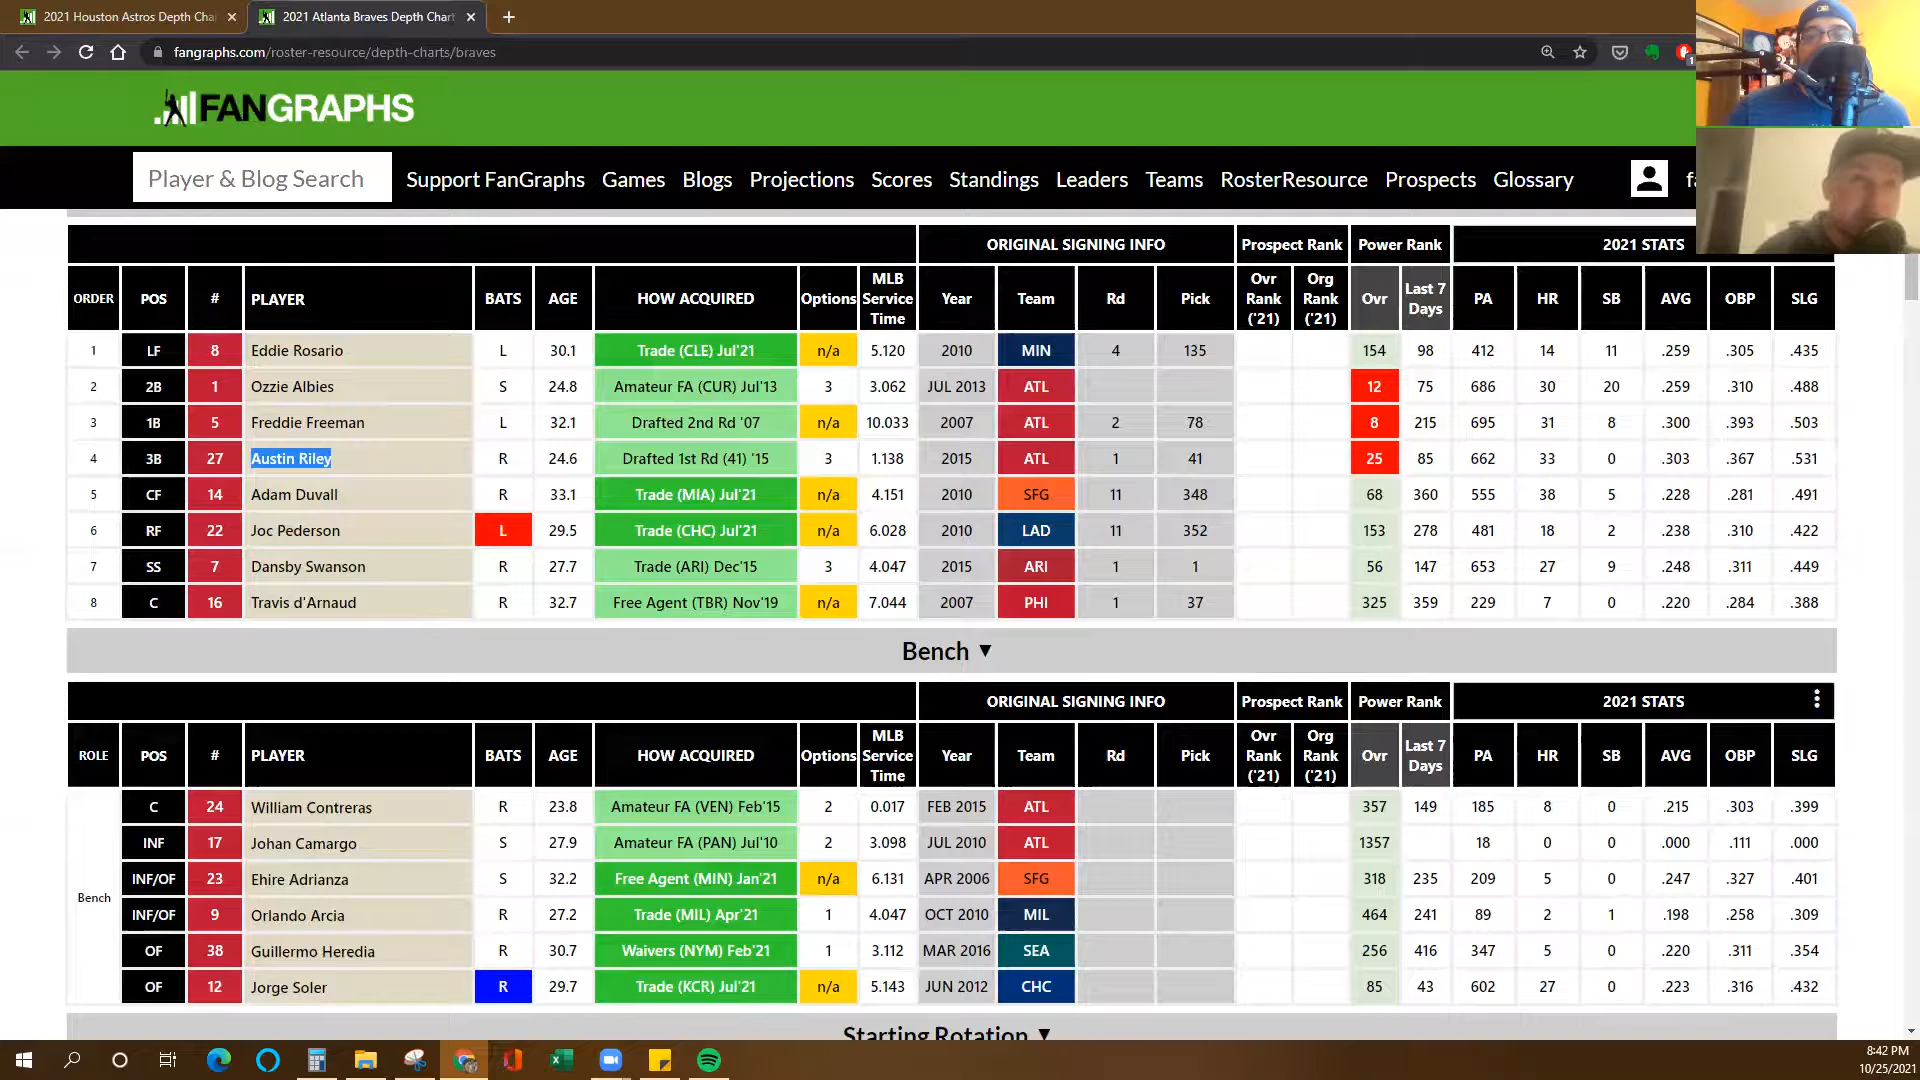 2021 Houston Astros Depth Cha
2021 Atlanta Braves Depth Chart
fangraphs.com/roster-resource/depth-charts/braves
1
FANGRAPHS
Player & Blog Search Support FanGraphs Games Blogs Projections Scores Standings Leaders Teams RosterResource Prospects Glossary fa
ORIGINAL SIGNING INFO Prospect Rank Power Rank 2021 STATS
ORDER POS # PLAYER BATS AGE HOW ACQUIRED Options MLB Service Time Year Team Rd Pick Ovr Rank ('21) Org Rank ('21) Ovr Last 7 Days PA HR SB AVG OBP SLG
1 LF 8 Eddie Rosario L 30.1 Trade (CLE) Jul'21 n/a 5.120 2010 MIN 4 135 154 98 412 14 11 .259 .305 .435
2 2B 1 Ozzie Albies S 24.8 Amateur FA (CUR) Jul'13 3 3.062 JUL 2013 ATL 12 75 686 30 20 .259 .310 .488
3 1B 5 Freddie Freeman L 32.1 Drafted 2nd Rd '07 n/a 10.033 2007 ATL 2 78 8 215 695 31 8 .300 .393 .503
4 3B 27 Austin Riley R 24.6 Drafted 1st Rd (41) '15 3 1.138 2015 ATL 1 41 25 85 662 33 0 .303 .367 .531
5 CF 14 Adam Duvall R 33.1 Trade (MIA) Jul'21 n/a 4.151 2010 SFG 11 348 68 360 555 38 5 .228 .281 .491
6 RF 22 Joc Pederson L 29.5 Trade (CHC) Jul'21 n/a 6.028 2010 LAD 11 352 153 278 481 18 2 .238 .310 .422
7 SS 7 Dansby Swanson R 27.7 Trade (ARI) Dec'15 3 4.047 2015 ARI 1 1 56 147 653 27 9 .248 .311 .449
8 C 16 Travis d'Arnaud R 32.7 Free Agent (TBR) Nov'19 n/a 7.044 2007 PHI 1 37 325 359 229 7 0 .220 .284 .388
Bench ▼
ORIGINAL SIGNING INFO Prospect Rank Power Rank 2021 STATS
ROLE POS # PLAYER BATS AGE HOW ACQUIRED Options MLB Service Time Year Team Rd Pick Ovr Rank ('21) Org Rank ('21) Ovr Last 7 Days PA HR SB AVG OBP SLG
C 24 William Contreras R 23.8 Amateur FA (VEN) Feb'15 2 0.017 FEB 2015 ATL 357 149 185 8 0 .215 .303 .399
INF 17 Johan Camargo S 27.9 Amateur FA (PAN) Jul'10 2 3.098 JUL 2010 ATL 1357 18 0 0 .000 .111 .000
INF/OF 23 Ehire Adrianza S 32.2 Free Agent (MIN) Jan'21 n/a 6.131 APR 2006 SFG 318 235 209 5 0 .247 .327 .401
Bench
INF/OF 9 Orlando Arcia R 27.2 Trade (MIL) Apr'21 1 4.047 OCT 2010 MIL 464 241 89 2 1 .198 .258 .309
OF 38 Guillermo Heredia R 30.7 Waivers (NYM) Feb'21 1 3.112 MAR 2016 SEA 256 416 347 5 0 .220 .311 .354
OF 12 Jorge Soler R 29.7 Trade (KCR) Jul'21 n/a 5.143 JUN 2012 CHC 85 43 602 27 0 .223 .316 .432
Starting Rotation ▼
8:42 PM
10/25/2021